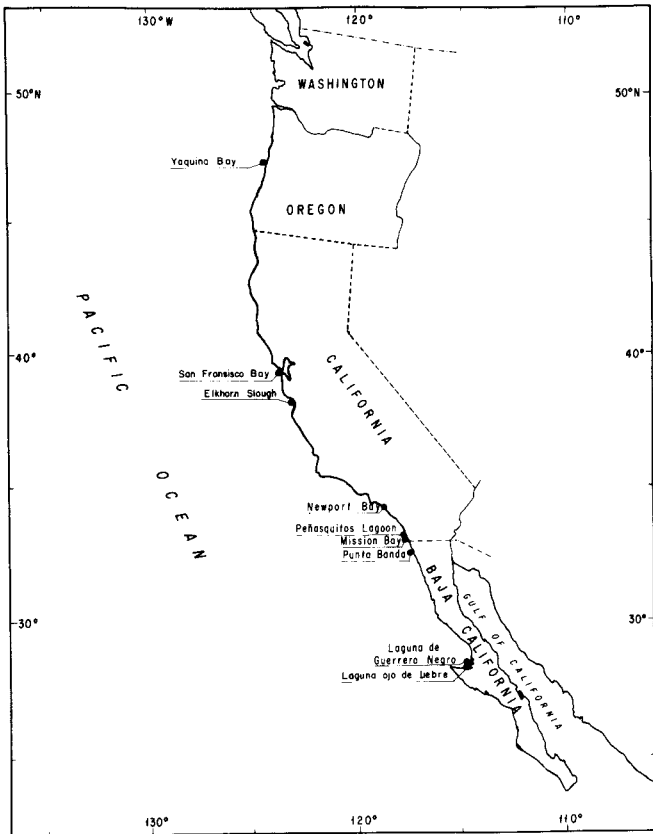 130°W
120°
110°
50°N
50°
WASHINGTON
Yaquina Bay
OREGON
PACIFIC
OCEAN
40°
40°
San Fransisco Bay
Elkhorn Slough
CALIFORNIA
Newport Bay
Peñasquitos Lagoon
Mission Bay
Punta Banda
BAJA
CALIFORNIA
GULF OF CALIFORNIA
30°
30°
Laguna de
Guerrero Negro
Laguna ojo de Liebre
130°
120°
110°